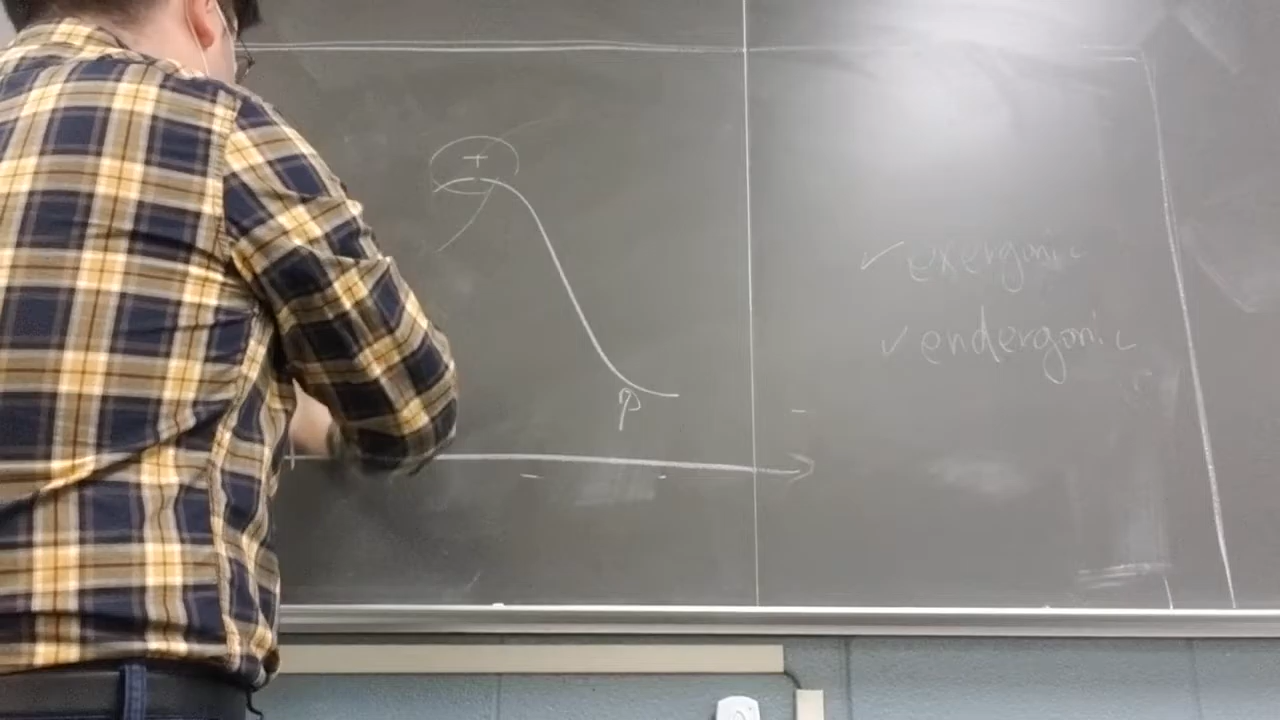 ‡
P
✓ exergonic
✓ endergonic